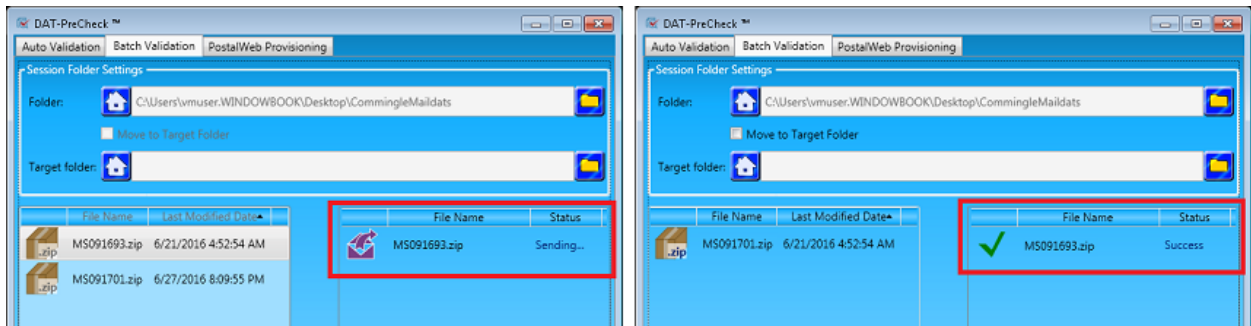 DAT-PreCheck ™
Auto Validation Batch Validation PostalWeb Provisioning
Session Folder Settings
Folder: C:\Users\vmuser.WINDOWBOOK\Desktop\CommingleMaildats
Move to Target Folder
Target folder:
File Name Last Modified Date
.zip MS091693.zip 6/21/2016 4:52:54 AM
.zip MS091701.zip 6/27/2016 8:09:55 PM
File Name Status
MS091693.zip Sending...
DAT-PreCheck ™
Auto Validation Batch Validation PostalWeb Provisioning
Session Folder Settings
Folder: C:\Users\vmuser.WINDOWBOOK\Desktop\CommingleMaildats
Move to Target Folder
Target folder:
File Name Last Modified Date
.zip MS091701.zip 6/21/2016 4:52:54 AM
File Name Status
MS091693.zip Success